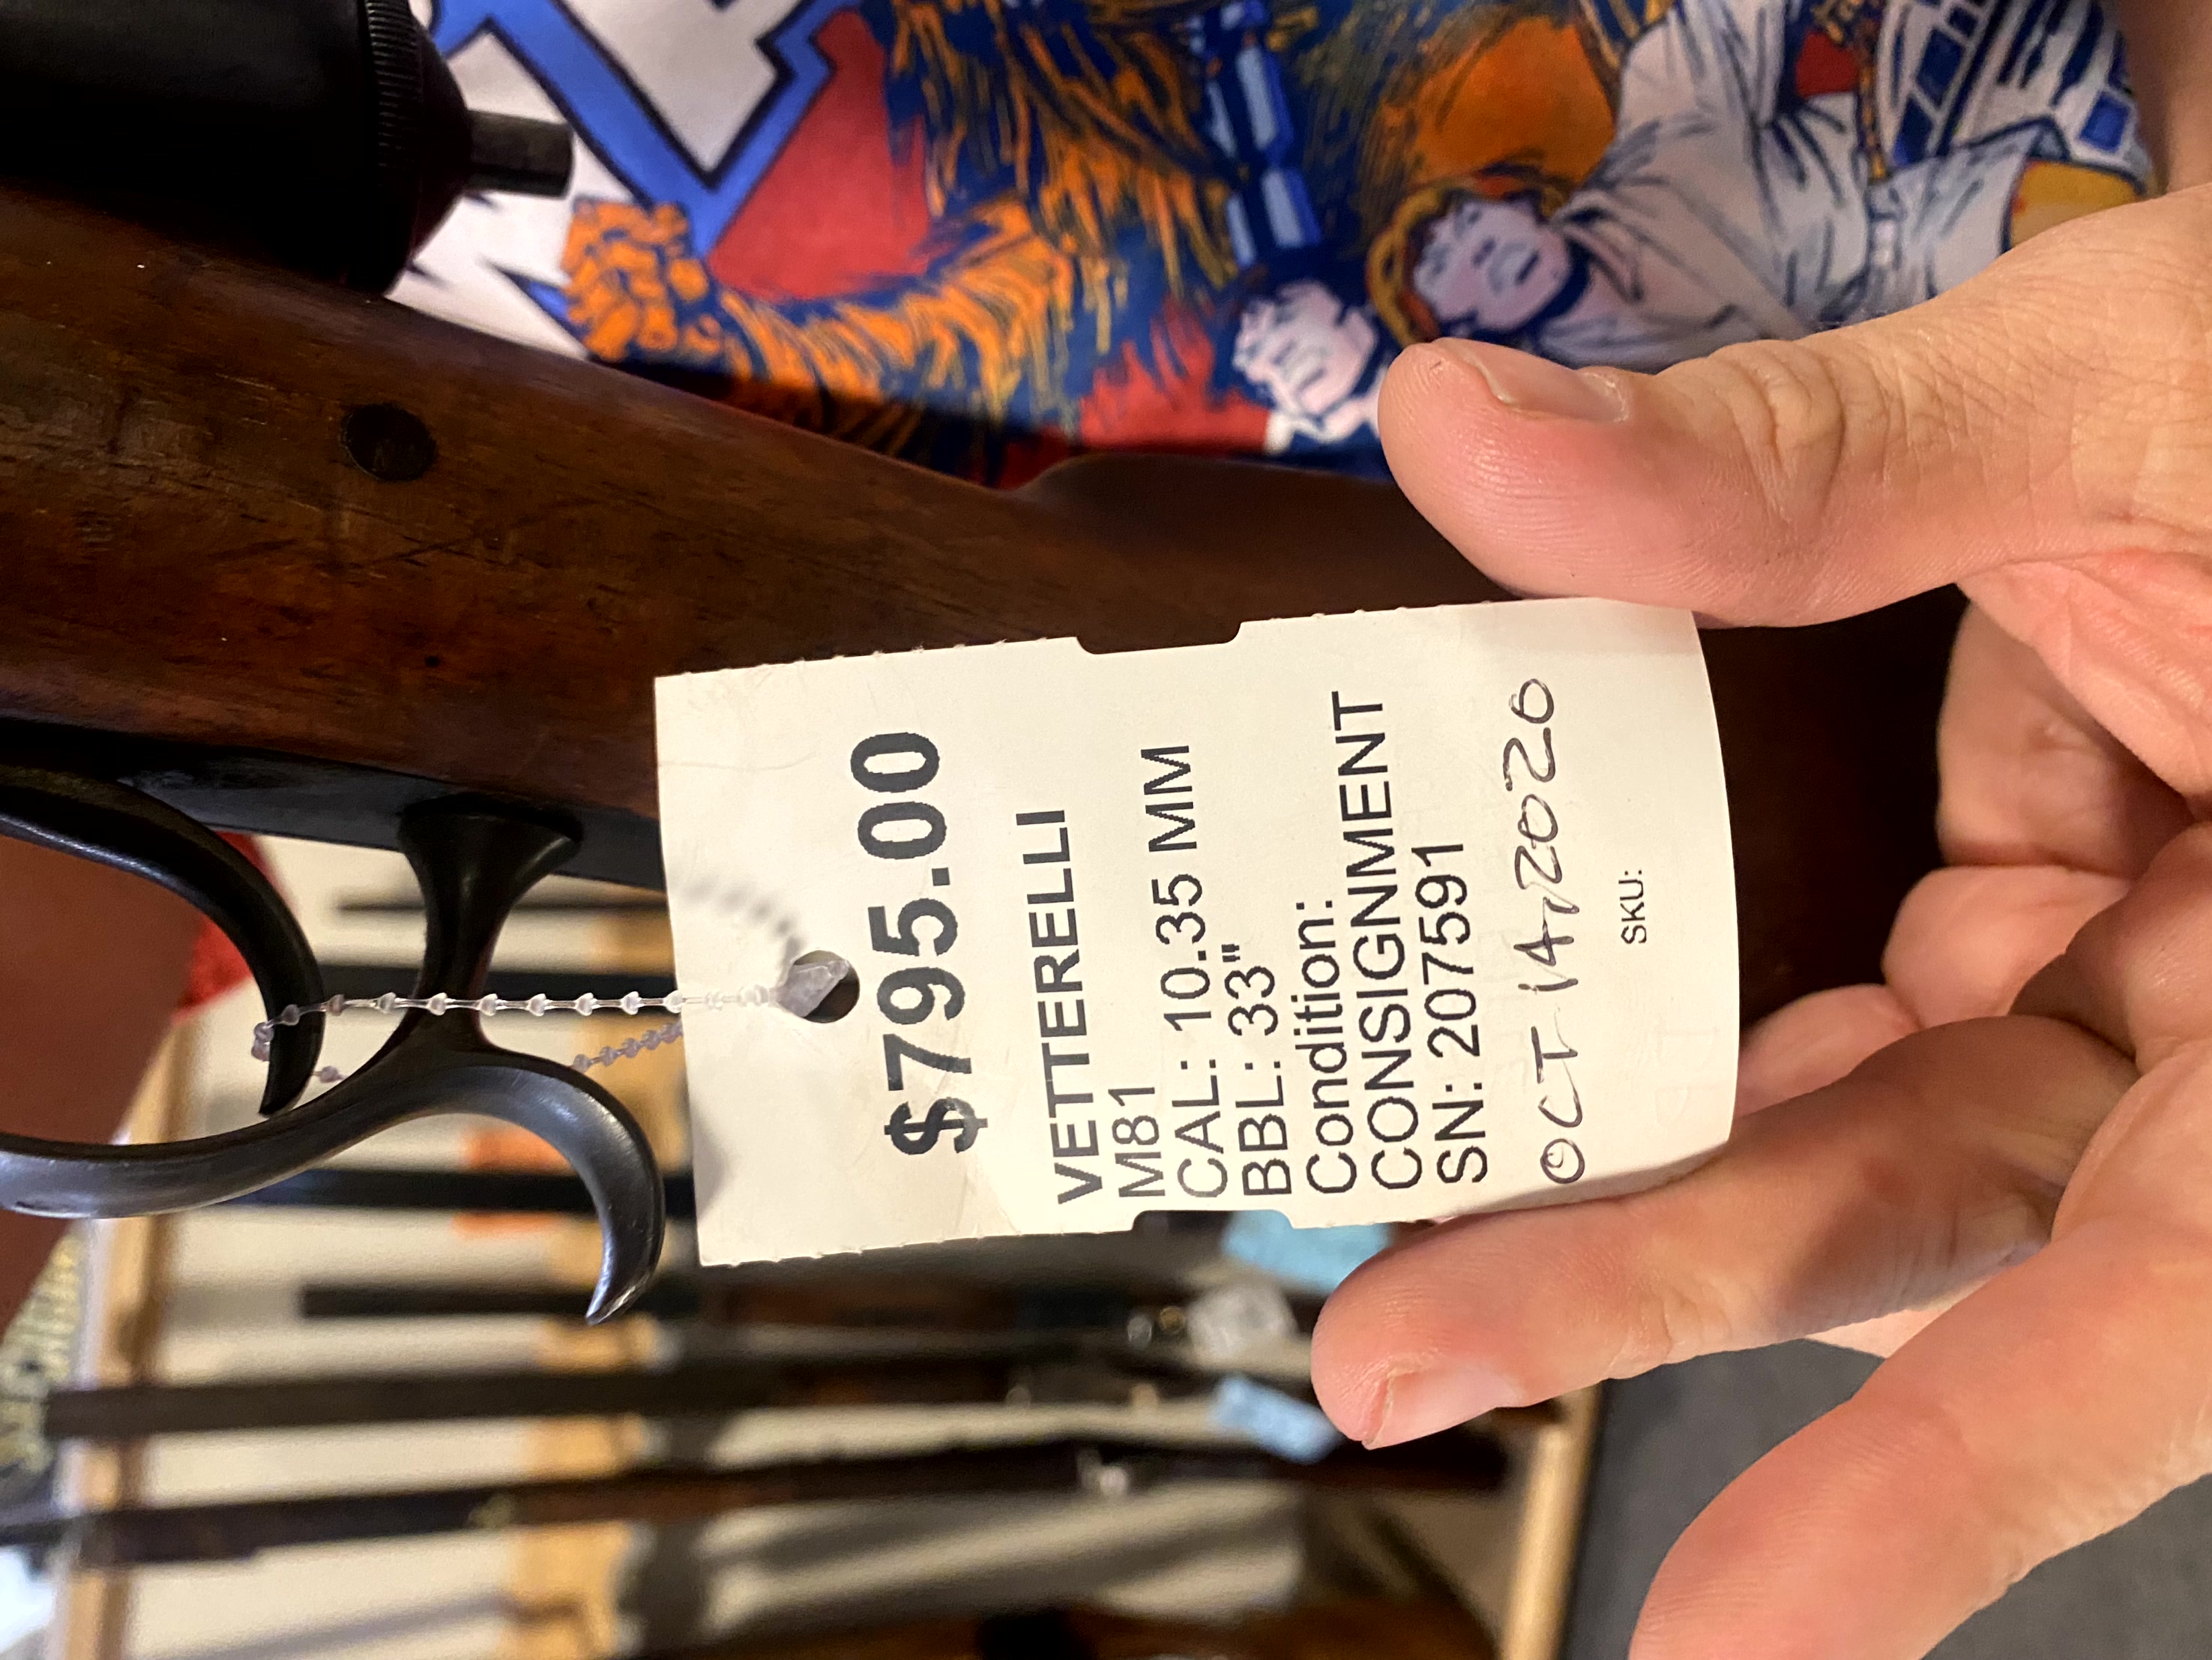 $795.00
VETTERELLI
M81
CAL: 10.35 MM
BBL: 33"
Condition:
CONSIGNMENT
SN: 207591
OCT 14, 2020
SKU: